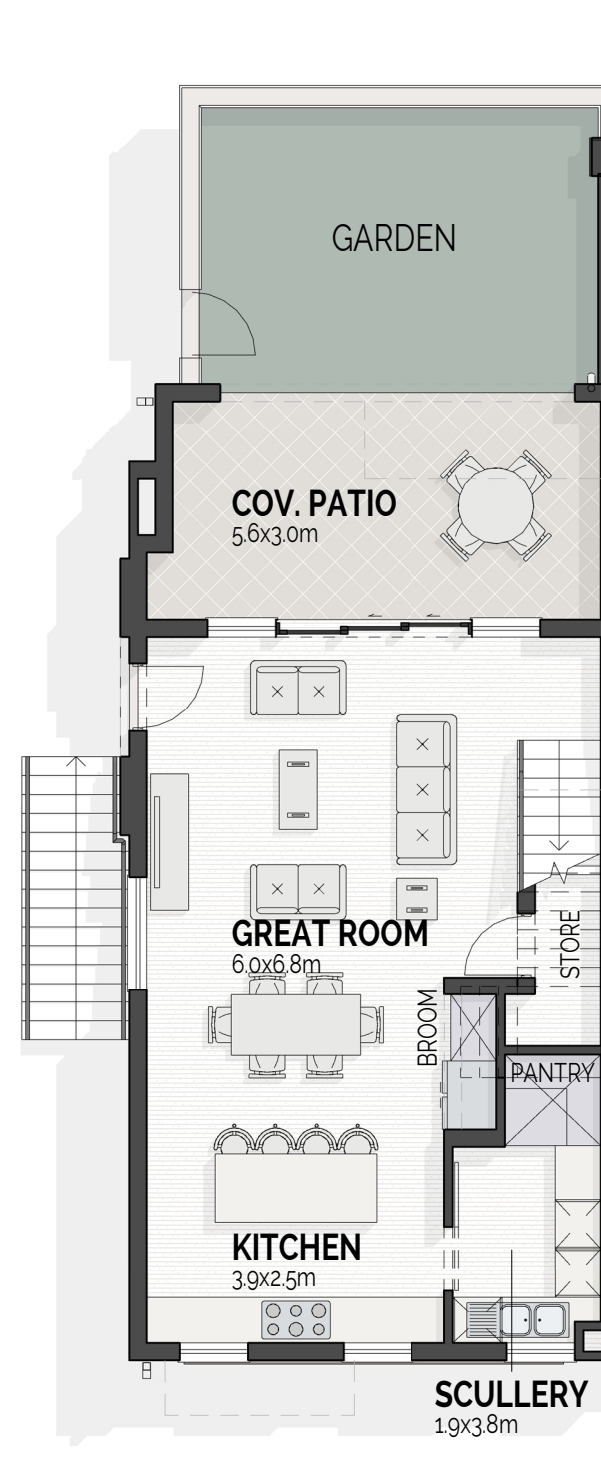 GARDEN
COV. PATIO
5.6x3.0m
GREAT ROOM
6.0x6.8m
STORE
BROOM
PANTRY
KITCHEN
3.9x2.5m
SCULLERY
1.9x3.8m